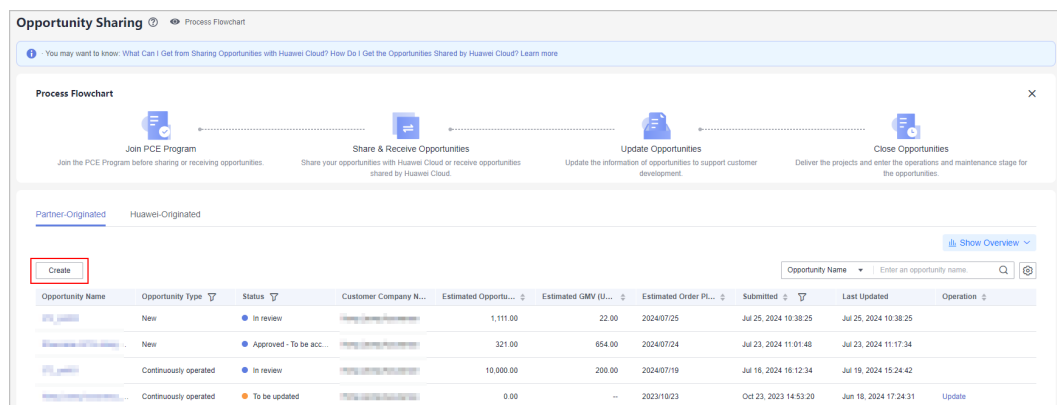 Opportunity Sharing Process Flowchart
· You may want to know: What Can I Get from Sharing Opportunities with Huawei Cloud? How Do I Get the Opportunities Shared by Huawei Cloud? Learn more
Process Flowchart
Join PCE Program
Join the PCE Program before sharing or receiving opportunities.
Share & Receive Opportunities
Share your opportunities with Huawei Cloud or receive opportunities
shared by Huawei Cloud.
Update Opportunities
Update the information of opportunities to support customer
development.
Close Opportunities
Deliver the projects and enter the operations and maintenance stage for
the opportunities.
Partner-Originated Huawei-Originated
Show Overview
Create Opportunity Name Enter an opportunity name.
Opportunity Name Opportunity Type Status Customer Company N... Estimated Opportu... Estimated GMV (U... Estimated Order Pl... Submitted Last Updated Operation
New In review 1,111.00 22.00 2024/07/25 Jul 25, 2024 10:38:25 Jul 25, 2024 10:38:25
New Approved - To be acc... 321.00 654.00 2024/07/24 Jul 23, 2024 11:01:48 Jul 23, 2024 11:17:34
Continuously operated In review 10,000.00 200.00 2024/07/19 Jul 16, 2024 16:12:34 Jul 19, 2024 15:24:42
Continuously operated To be updated 0.00 -- 2023/10/23 Oct 23, 2023 14:53:20 Jun 18, 2024 17:24:31 Update